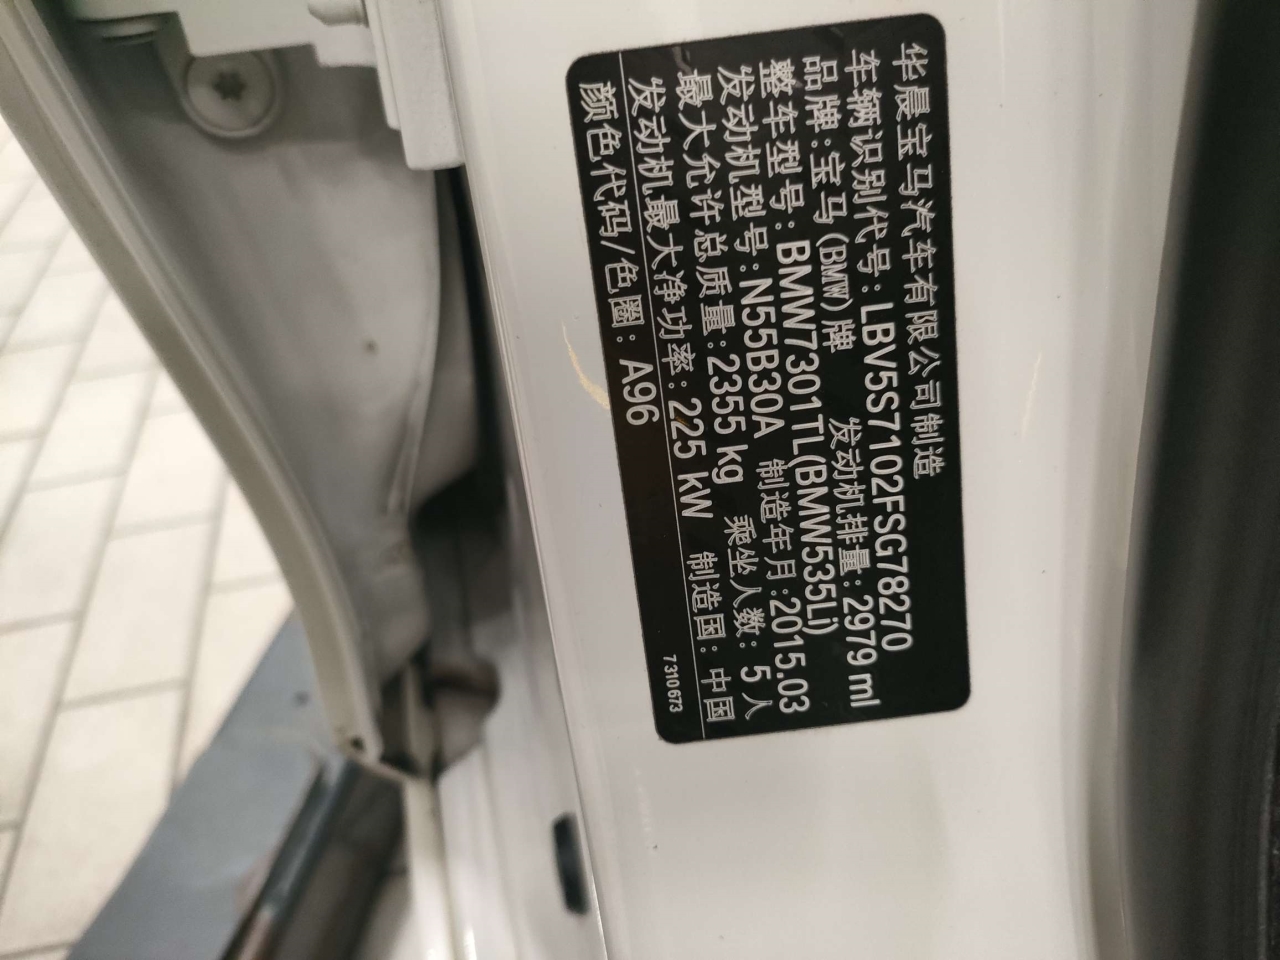 华晨宝马汽车有限公司制造
车辆识别代号:LBV5S7102FSG78270
品牌:宝马(BMW)牌 发动机排量:2979 ml
整车型号:BMW7301TL(BMW535Li)
发动机型号:N55B30A 制造年月:2015.03
最大允许总质量:2355 kg 乘坐人数:5人
发动机最大净功率:225 kW 制造国:中国
颜色代码/色圈:A96 7310673